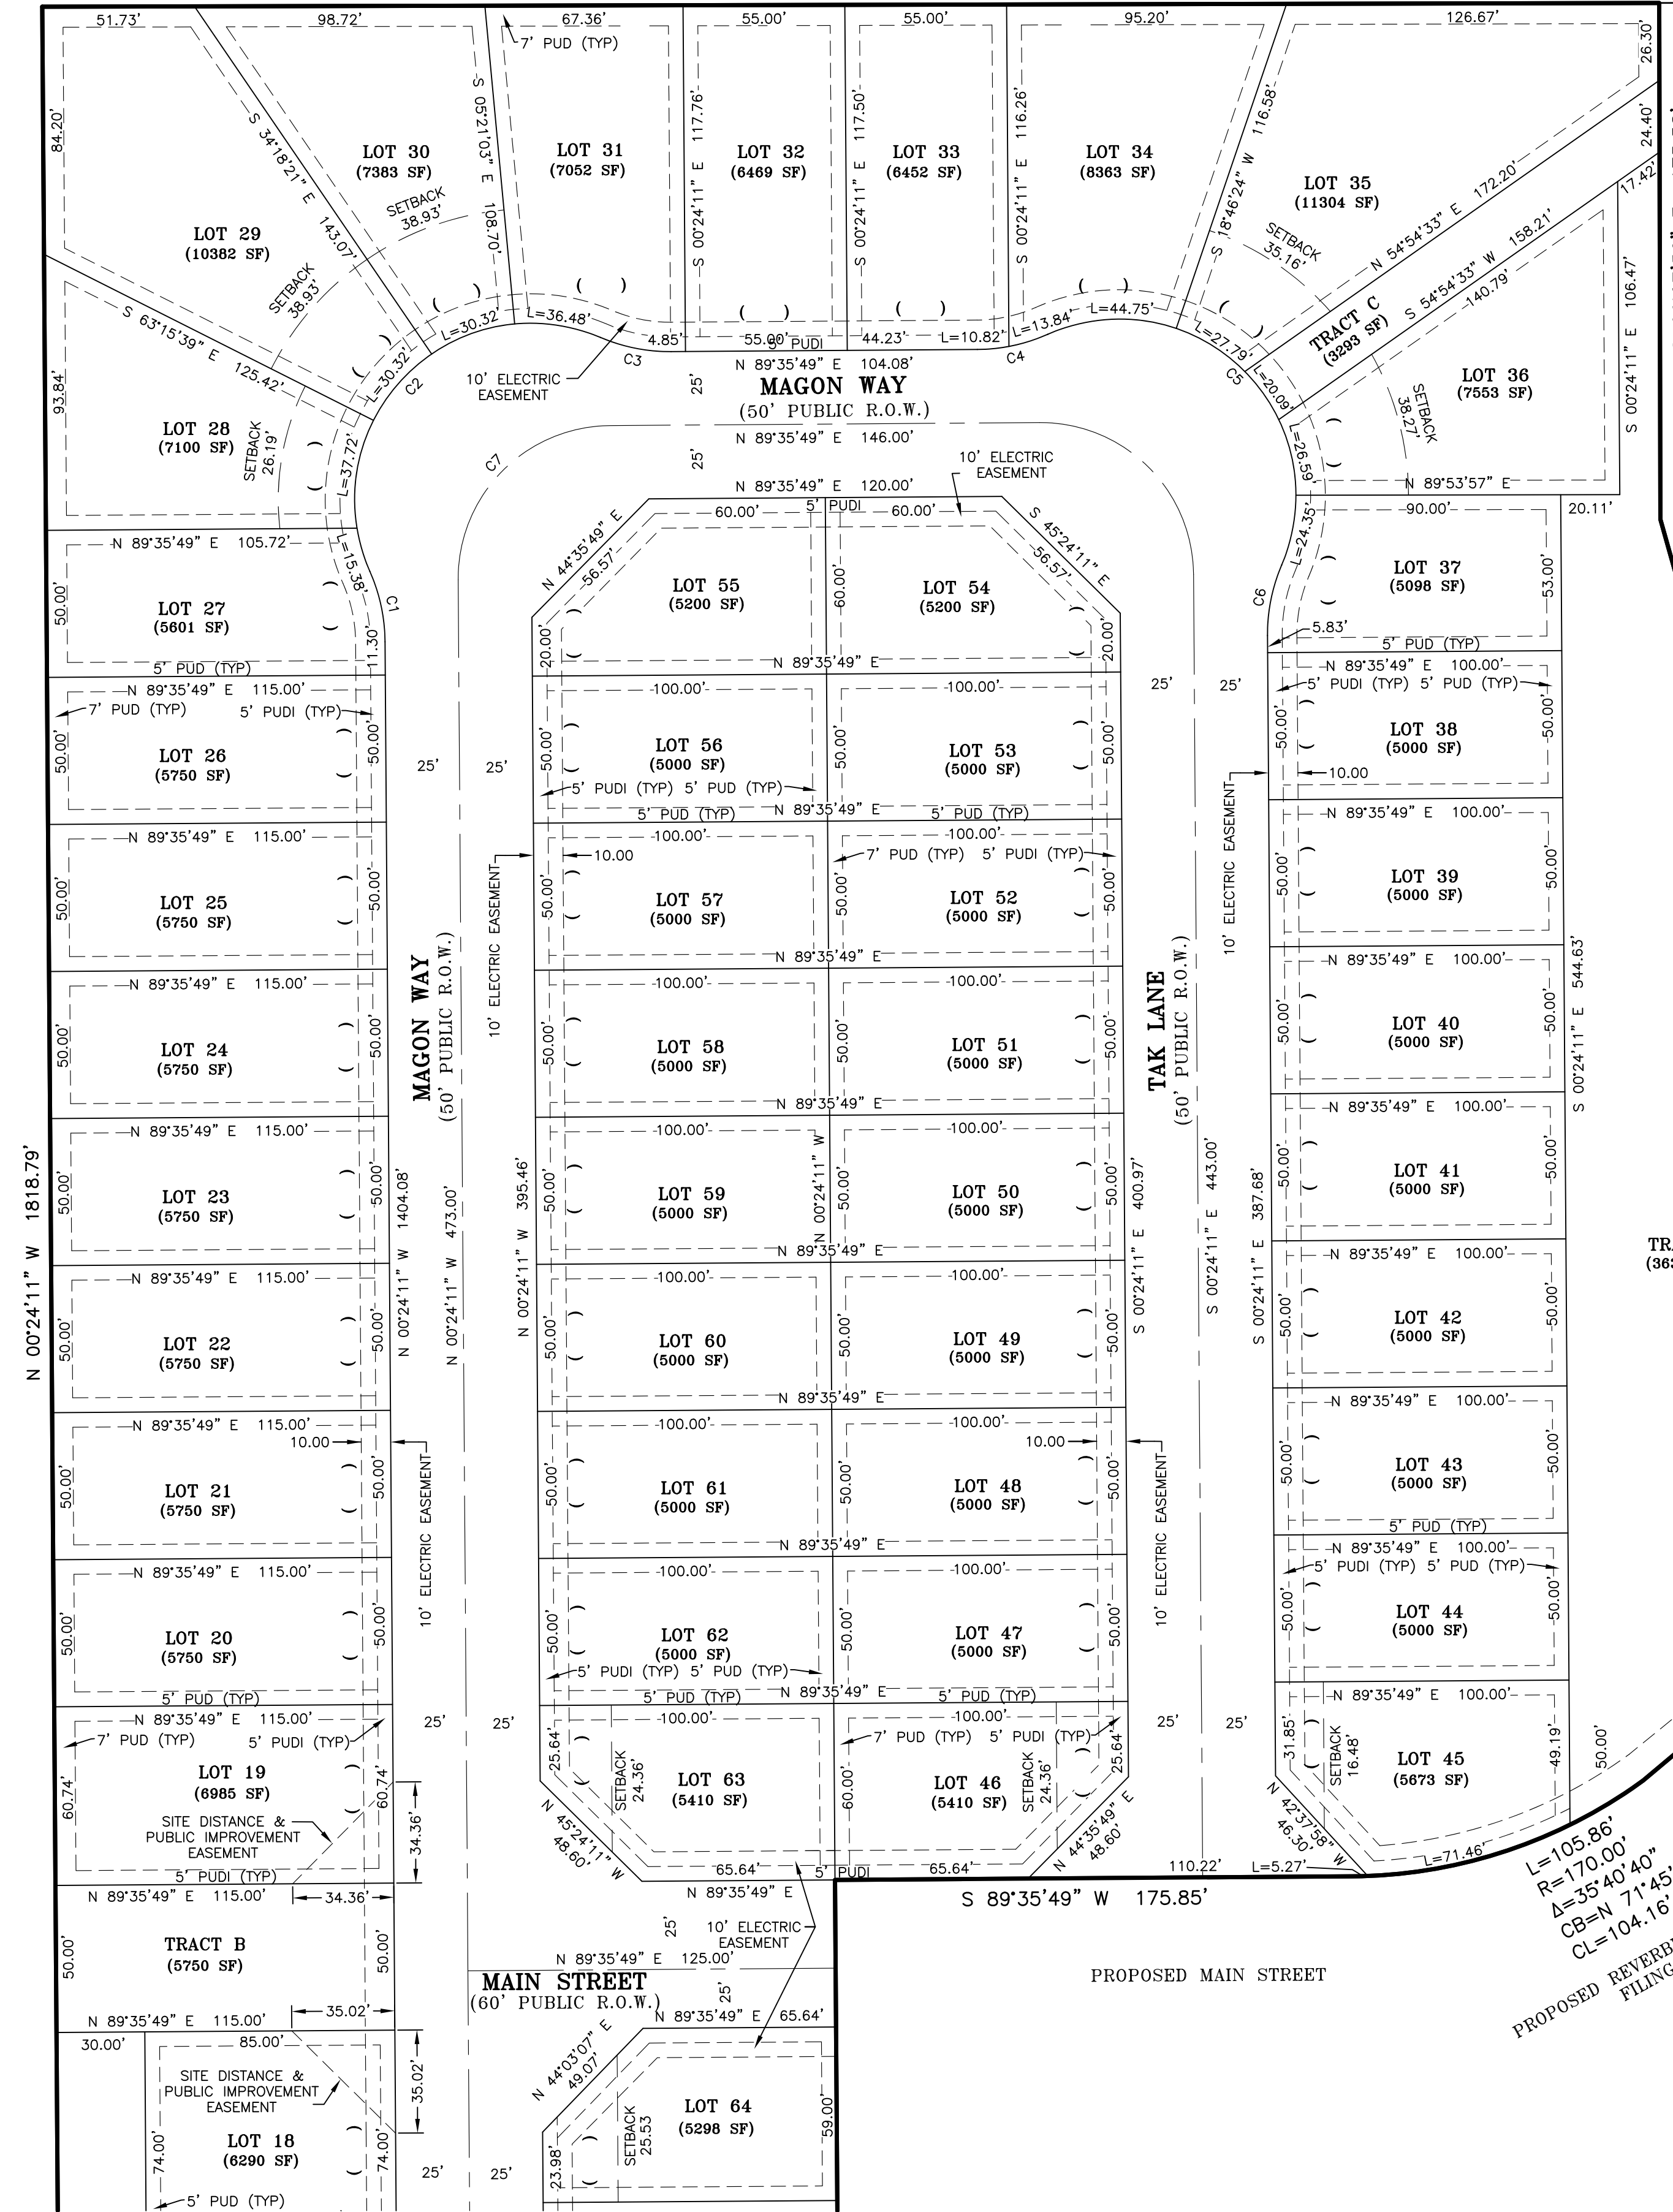 51.73'
98.72'
67.36'
55.00'
55.00'
95.20'
126.67'
7' PUD (TYP)
26.30'
84.20'
S 34°18'21" E 143.07'
S 05°21'03" E 108.70'
S 00°24'11" E 117.76'
S 00°24'11" E 117.50'
S 00°24'11" E 116.26'
S 18°46'24" W 116.58'
N 54°54'33" E 172.20'
24.40'
17.42'
LOT 30
(7383 SF)
LOT 31
(7052 SF)
LOT 32
(6469 SF)
LOT 33
(6452 SF)
LOT 34
(8363 SF)
LOT 35
(11304 SF)
SETBACK
38.93'
LOT 29
(10382 SF)
SETBACK
38.93'
SETBACK
35.16'
S 54°54'33" W 158.21'
140.79'
TRACT C
(3293 SF)
S 00°24'11" E 106.47'
S 63°15'39" E 125.42'
L=30.32'
L=30.32'
L=36.48'
4.85'
55.00'
5' PUDI
44.23'
L=10.82'
L=13.84'
L=44.75'
L=27.79'
L=20.09'
C2
C3
C4
C5
N 89°35'49" E 104.08'
MAGON WAY
(50' PUBLIC R.O.W.)
N 89°35'49" E 146.00'
25'
25'
10' ELECTRIC
EASEMENT
LOT 36
(7553 SF)
SETBACK
38.27'
93.84'
LOT 28
(7100 SF)
SETBACK
26.19'
L=37.72'
C7
10' ELECTRIC
EASEMENT
L=26.59'
N 89°53'57" E
90.00'
20.11'
N 89°35'49" E 120.00'
60.00'
5' PUDI
60.00'
N 44°35'49" E
56.57'
S 45°24'11" E
56.57'
N 89°35'49" E 105.72'
L=15.38'
C1
50.00'
LOT 27
(5601 SF)
11.30'
5' PUD (TYP)
LOT 55
(5200 SF)
60.00'
LOT 54
(5200 SF)
20.00'
20.00'
N 89°35'49" E
L=24.35'
C6
5.83'
LOT 37
(5098 SF)
53.00'
5' PUD (TYP)
N 89°35'49" E 115.00'
7' PUD (TYP)
5' PUDI (TYP)
50.00'
LOT 26
(5750 SF)
50.00'
25'
25'
100.00'
50.00'
LOT 56
(5000 SF)
5' PUDI (TYP) 5' PUD (TYP)
5' PUD (TYP)
50.00'
100.00'
LOT 53
(5000 SF)
50.00'
N 89°35'49" E
5' PUD (TYP)
25'
25'
N 89°35'49" E 100.00'
5' PUDI (TYP) 5' PUD (TYP)
50.00'
LOT 38
(5000 SF)
50.00'
10.00
N 89°35'49" E 115.00'
50.00'
LOT 25
(5750 SF)
50.00'
10' ELECTRIC EASEMENT
10.00
100.00'
50.00'
LOT 57
(5000 SF)
50.00'
100.00'
7' PUD (TYP) 5' PUDI (TYP)
LOT 52
(5000 SF)
50.00'
N 89°35'49" E
10' ELECTRIC EASEMENT
N 89°35'49" E 100.00'
50.00'
LOT 39
(5000 SF)
50.00'
N 89°35'49" E 115.00'
50.00'
LOT 24
(5750 SF)
50.00'
MAGON WAY
(50' PUBLIC R.O.W.)
100.00'
50.00'
LOT 58
(5000 SF)
50.00'
100.00'
LOT 51
(5000 SF)
50.00'
N 89°35'49" E
TAK LANE
(50' PUBLIC R.O.W.)
N 89°35'49" E 100.00'
50.00'
LOT 40
(5000 SF)
50.00'
S 00°24'11" E 544.63'
N 00°24'11" W 1818.79'
N 89°35'49" E 115.00'
50.00'
LOT 23
(5750 SF)
50.00'
N 00°24'11" W 1404.08'
N 00°24'11" W 473.00'
N 00°24'11" W 395.46'
100.00'
50.00'
LOT 59
(5000 SF)
N 00°24'11" W
50.00'
100.00'
LOT 50
(5000 SF)
50.00'
N 89°35'49" E
S 00°24'11" E 400.97'
S 00°24'11" E 443.00'
S 00°24'11" E 387.68'
N 89°35'49" E 100.00'
50.00'
LOT 41
(5000 SF)
50.00'
N 89°35'49" E 115.00'
50.00'
LOT 22
(5750 SF)
50.00'
100.00'
50.00'
LOT 60
(5000 SF)
50.00'
100.00'
LOT 49
(5000 SF)
50.00'
N 89°35'49" E
N 89°35'49" E 100.00'
50.00'
LOT 42
(5000 SF)
50.00'
N 89°35'49" E 115.00'
10.00
50.00'
LOT 21
(5750 SF)
50.00'
10' ELECTRIC EASEMENT
100.00'
50.00'
LOT 61
(5000 SF)
50.00'
100.00'
10.00
LOT 48
(5000 SF)
50.00'
N 89°35'49" E
10' ELECTRIC EASEMENT
N 89°35'49" E 100.00'
50.00'
LOT 43
(5000 SF)
50.00'
5' PUD (TYP)
N 89°35'49" E 115.00'
50.00'
LOT 20
(5750 SF)
50.00'
5' PUD (TYP)
100.00'
50.00'
LOT 62
(5000 SF)
5' PUDI (TYP) 5' PUD (TYP)
5' PUD (TYP)
50.00'
100.00'
LOT 47
(5000 SF)
50.00'
N 89°35'49" E
5' PUD (TYP)
N 89°35'49" E 100.00'
5' PUDI (TYP) 5' PUD (TYP)
50.00'
LOT 44
(5000 SF)
50.00'
N 89°35'49" E 115.00'
7' PUD (TYP)
5' PUDI (TYP)
60.74'
LOT 19
(6985 SF)
60.74'
SITE DISTANCE &
PUBLIC IMPROVEMENT
EASEMENT
5' PUDI (TYP)
34.36'
25'
25'
100.00'
25.64'
SETBACK
24.36'
LOT 63
(5410 SF)
N 45°24'11" W
48.60'
65.64'
5' PUDI
60.00'
100.00'
7' PUD (TYP) 5' PUDI (TYP)
LOT 46
(5410 SF)
SETBACK
24.36'
25.64'
N 44°35'49" E
48.60'
65.64'
25'
25'
N 89°35'49" E 100.00'
31.85'
SETBACK
16.48'
LOT 45
(5673 SF)
49.19'
50.00'
N 42°37'58" W
46.30'
L=71.46'
110.22'
L=5.27'
N 89°35'49" E 115.00'
34.36'
N 89°35'49" E
S 89°35'49" W 175.85'
L=105.86'
R=170.00'
Δ=35°40'40"
CB=N 71°45'
CL=104.16'
50.00'
TRACT B
(5750 SF)
50.00'
25'
10' ELECTRIC
EASEMENT
N 89°35'49" E 125.00'
MAIN STREET
(60' PUBLIC R.O.W.)
25'
PROPOSED MAIN STREET
PROPOSED
FILING
N 89°35'49" E 115.00'
35.02'
N 89°35'49" E 65.64'
30.00'
85.00'
SITE DISTANCE &
PUBLIC IMPROVEMENT
EASEMENT
35.02'
N 44°03'07" E
49.07'
SETBACK
25.53
LOT 64
(5298 SF)
59.00'
74.00'
LOT 18
(6290 SF)
74.00'
25'
25'
23.98'
5' PUD (TYP)